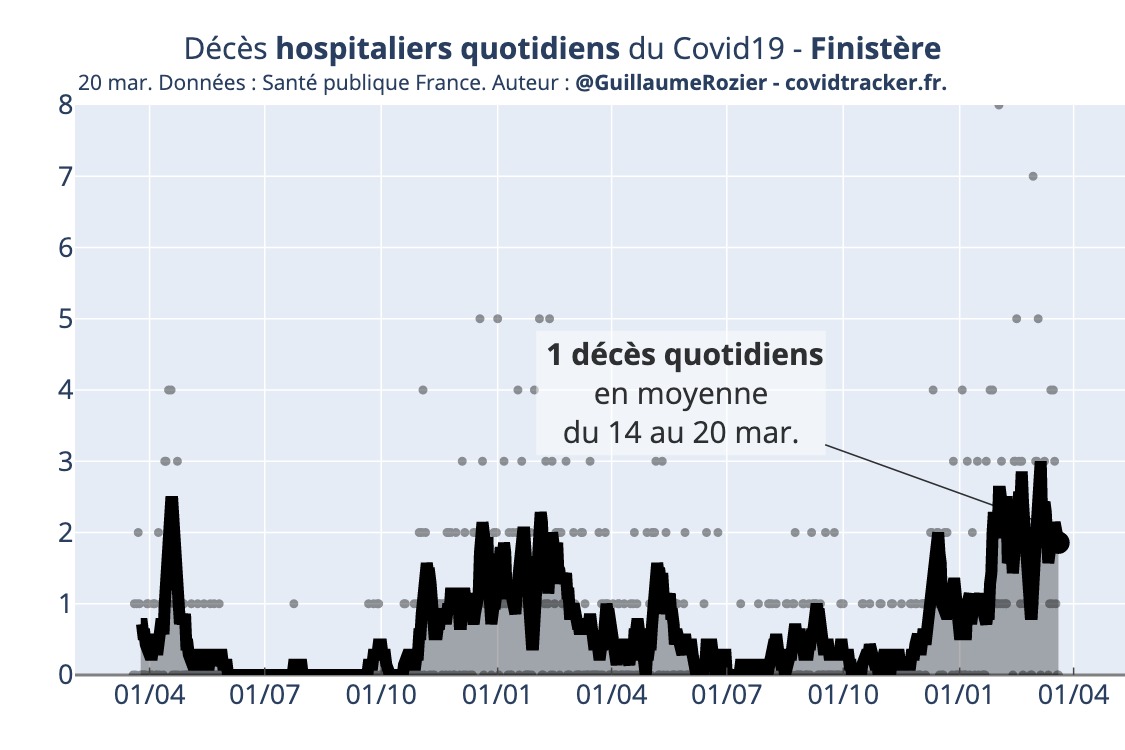 Décès hospitaliers quotidiens du Covid19 - Finistère
20 mar. Données : Santé publique France. Auteur : @GuillaumeRozier - covidtracker.fr.
8
7
6
5
4
3
2
1
0
1 décès quotidiens
en moyenne
du 14 au 20 mar.
01/04 01/07 01/10 01/01 01/04 01/07 01/10 01/01 01/04